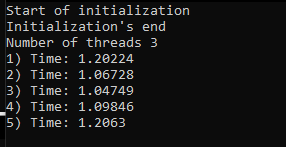 Start of initialization
Initialization's end
Number of threads 3
1) Time: 1.20224
2) Time: 1.06728
3) Time: 1.04749
4) Time: 1.09846
5) Time: 1.2063